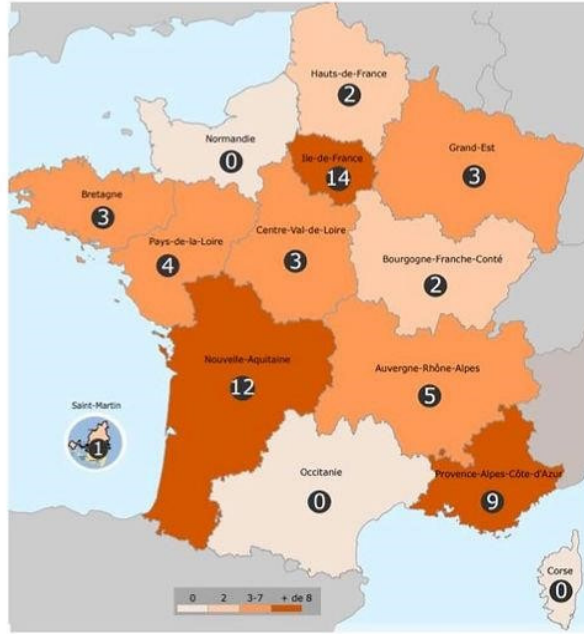 Hauts-de-France
2
Normandie
0
Ile-de-France
14
Grand-Est
3
Bretagne
3
Pays-de-la-Loire
4
Centre-Val-de-Loire
3
Bourgogne-Franche-Conté
2
Nouvelle-Aquitaine
12
Auvergne-Rhône-Alpes
5
Saint-Martin
1
Occitanie
0
Provence-Alpes-Côte-d'Azur
9
Corse
0
0 2 3-7 + de 8